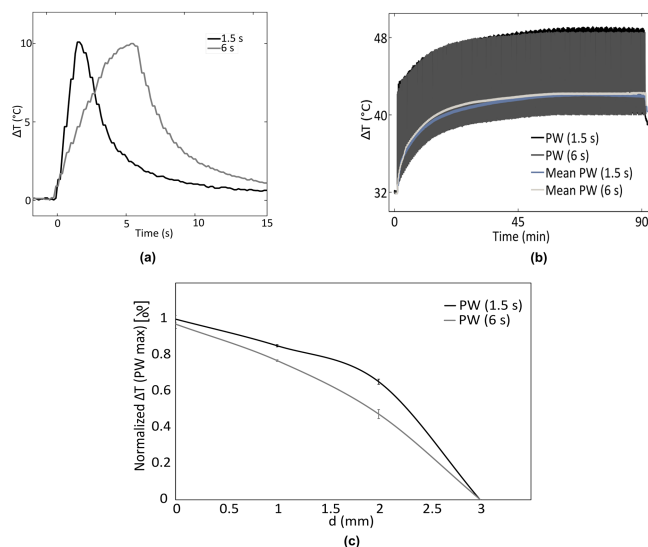 (a)
ΔT (°C)
10
5
0
1.5 s
6 s
0 5 10 15
Time (s)
(b)
ΔT (°C)
48
40
32
PW (1.5 s)
PW (6 s)
Mean PW (1.5 s)
Mean PW (6 s)
0 45 90
Time (min)
Normalized ΔT (PW max) [%]
1
0.8
0.6
0.4
0.2
0
PW (1.5 s)
PW (6 s)
0 0.5 1 1.5 2 2.5 3
d (mm)
(c)